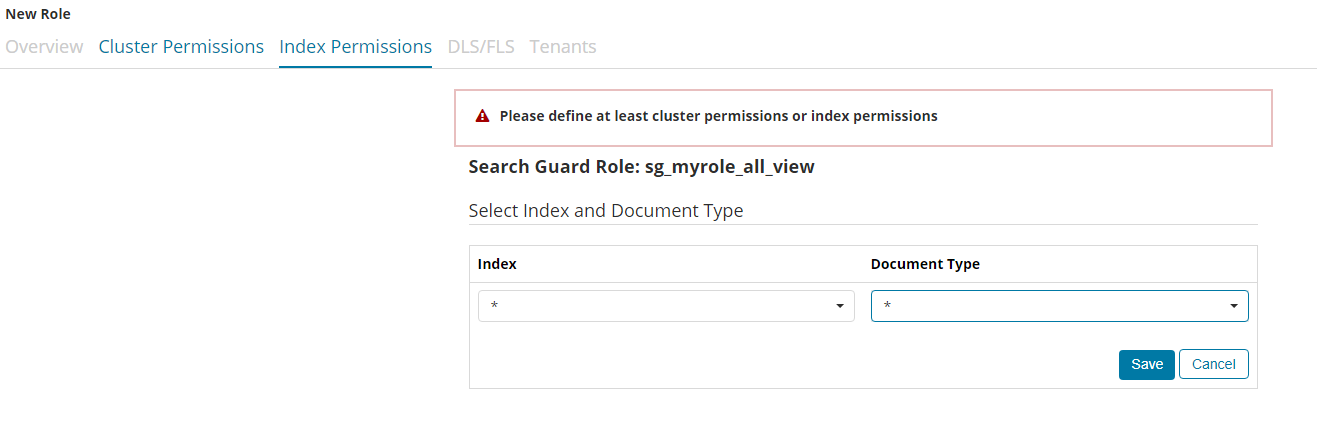 New Role
Overview Cluster Permissions Index Permissions DLS/FLS Tenants
Please define at least cluster permissions or index permissions
Search Guard Role: sg_myrole_all_view
Select Index and Document Type
Index Document Type
* *
Save Cancel